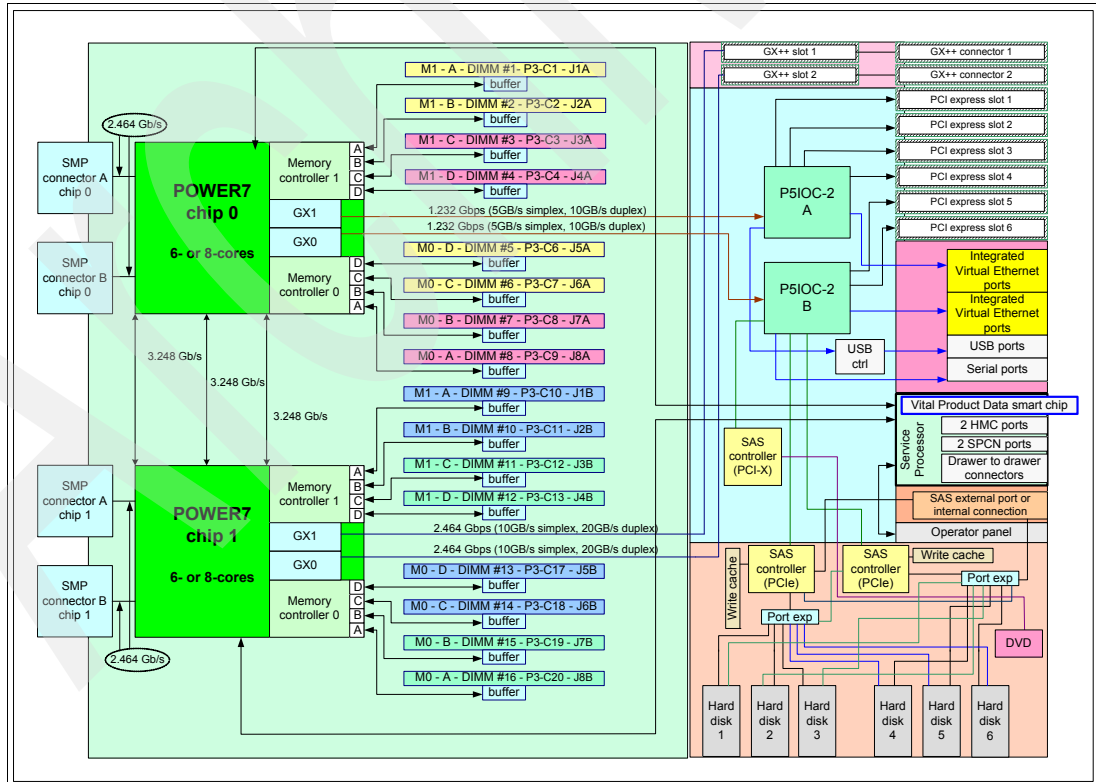 M1 - A - DIMM #1- P3-C1 - J1A
buffer
M1 - B - DIMM #2 - P3-C2 - J2A
buffer
M1 - C - DIMM #3 - P3-C3 - J3A
buffer
M1 - D - DIMM #4 - P3-C4 - J4A
buffer
2.464 Gb/s
SMP
connector A
chip 0
SMP
connector B
chip 0
POWER7
chip 0
6- or 8-cores
Memory
controller 1
A
B
C
D
GX1
GX0
Memory
controller 0
D
C
B
A
1.232 Gbps (5GB/s simplex, 10GB/s duplex)
1.232 Gbps (5GB/s simplex, 10GB/s duplex)
M0 - D - DIMM #5 - P3-C6 - J5A
buffer
M0 - C - DIMM #6 - P3-C7 - J6A
buffer
M0 - B - DIMM #7 - P3-C8 - J7A
buffer
M0 - A - DIMM #8 - P3-C9 - J8A
buffer
3.248 Gb/s
3.248 Gb/s
3.248 Gb/s
M1 - A - DIMM #9 - P3-C10 - J1B
buffer
M1 - B - DIMM #10 - P3-C11 - J2B
buffer
M1 - C - DIMM #11 - P3-C12 - J3B
buffer
M1 - D - DIMM #12 - P3-C13 - J4B
buffer
SMP
connector A
chip 1
SMP
connector B
chip 1
2.464 Gb/s
POWER7
chip 1
6- or 8-cores
Memory
controller 1
A
B
C
D
GX1
GX0
Memory
controller 0
D
C
B
A
2.464 Gbps (10GB/s simplex, 20GB/s duplex)
2.464 Gbps (10GB/s simplex, 20GB/s duplex)
M0 - D - DIMM #13 - P3-C17 - J5B
buffer
M0 - C - DIMM #14 - P3-C18 - J6B
buffer
M0 - B - DIMM #15 - P3-C19 - J7B
buffer
M0 - A - DIMM #16 - P3-C20 - J8B
buffer
GX++ slot 1
GX++ connector 1
GX++ slot 2
GX++ connector 2
PCI express slot 1
PCI express slot 2
PCI express slot 3
PCI express slot 4
PCI express slot 5
PCI express slot 6
P5IOC-2
A
P5IOC-2
B
Integrated
Virtual Ethernet
ports
Integrated
Virtual Ethernet
ports
USB
ctrl
USB ports
Serial ports
Vital Product Data smart chip
Service
Processor
2 HMC ports
2 SPCN ports
Drawer to drawer
connectors
SAS
controller
(PCI-X)
SAS external port or
internal connection
Operator panel
Write cache
SAS
controller
(PCIe)
SAS
controller
(PCIe)
Write cache
Port exp
Port exp
DVD
Hard
disk
1
Hard
disk
2
Hard
disk
3
Hard
disk
4
Hard
disk
5
Hard
disk
6